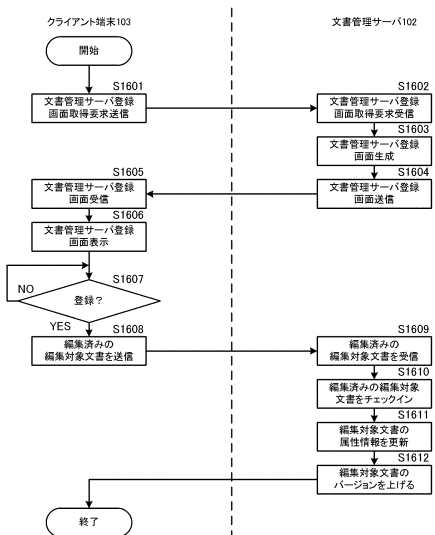 クライアント端末103
文書管理サーバ102
開始
S1601
文書管理サーバ登録
画面取得要求送信
S1602
文書管理サーバ登録
画面取得要求受信
S1603
文書管理サーバ登録
画面生成
S1604
文書管理サーバ登録
画面送信
S1605
文書管理サーバ登録
画面受信
S1606
文書管理サーバ登録
画面表示
S1607
登録？
NO
YES
S1608
編集済みの
編集対象文書を送信
S1609
編集済みの
編集対象文書を受信
S1610
編集済みの編集対象
文書をチェックイン
S1611
編集対象文書の
属性情報を更新
S1612
編集対象文書の
バージョンを上げる
終了